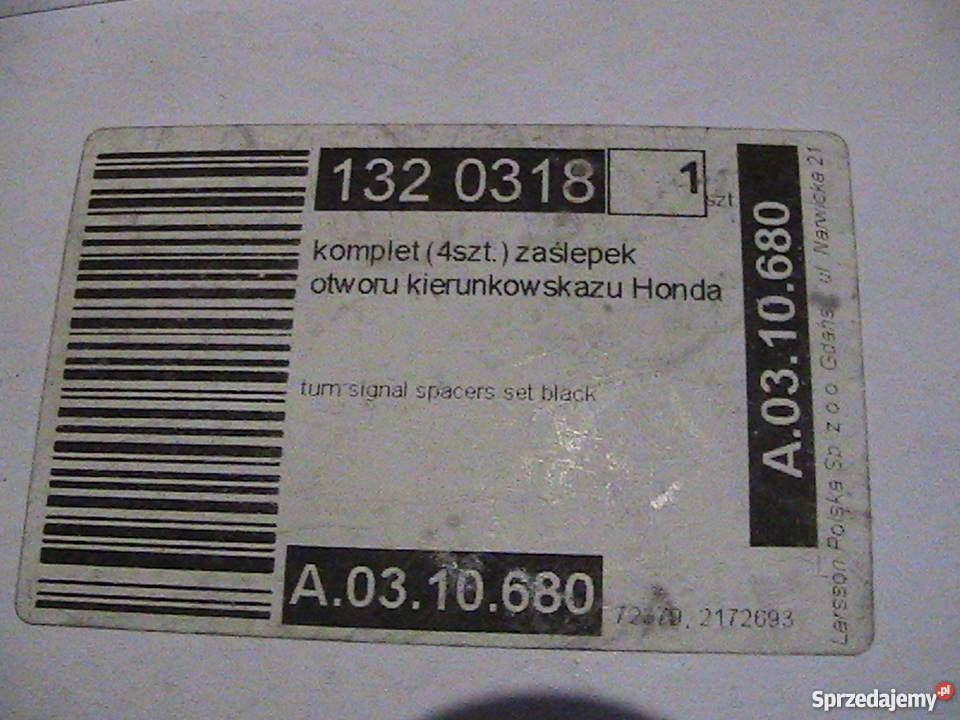 132 0318
1
szt.
komplet (4szt.) zaślepek
otworu kierunkowskazu Honda
turn signal spacers set black
A.03.10.680
A.03.10.680
2172693
Larsson Polska Sp z o o Gdańsk ul Narwicka 21
Sprzedajemy.pl